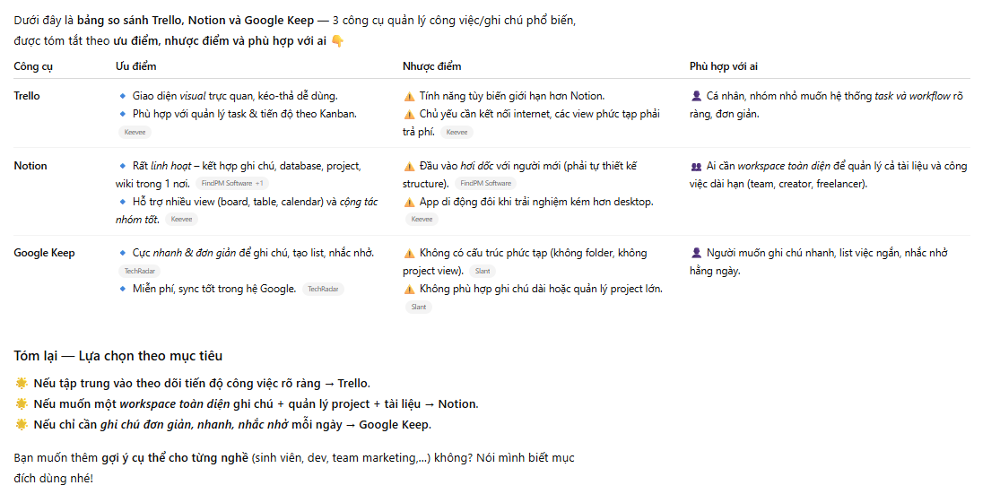 Dưới đây là bảng so sánh Trello, Notion và Google Keep — 3 công cụ quản lý công việc/ghi chú phổ biến,
được tóm tắt theo ưu điểm, nhược điểm và phù hợp với ai 👇
Công cụ Ưu điểm Nhược điểm Phù hợp với ai
Trello
🔹 Giao diện visual trực quan, kéo-thả dễ dùng.
🔹 Phù hợp với quản lý task & tiến độ theo Kanban.
Keevee
⚠️ Tính năng tùy biến giới hạn hơn Notion.
⚠️ Chủ yếu cần kết nối internet, các view phức tạp phải
trả phí. Keevee
👤 Cá nhân, nhóm nhỏ muốn hệ thống task và workflow rõ
ràng, đơn giản.
Notion
🔹 Rất linh hoạt – kết hợp ghi chú, database, project,
wiki trong 1 nơi. FindPM Software +1
🔹 Hỗ trợ nhiều view (board, table, calendar) và cộng tác
nhóm tốt. Keevee
⚠️ Đầu vào hơi dốc với người mới (phải tự thiết kế
structure). FindPM Software
⚠️ App di động đôi khi trải nghiệm kém hơn desktop.
Keevee
👥 Ai cần workspace toàn diện để quản lý cả tài liệu và công
việc dài hạn (team, creator, freelancer).
Google Keep
🔹 Cực nhanh & đơn giản để ghi chú, tạo list, nhắc nhở.
TechRadar
🔹 Miễn phí, sync tốt trong hệ Google. TechRadar
⚠️ Không có cấu trúc phức tạp (không folder, không
project view). Slant
⚠️ Không phù hợp ghi chú dài hoặc quản lý project lớn.
Slant
👤 Người muốn ghi chú nhanh, list việc ngắn, nhắc nhở
hằng ngày.
Tóm lại — Lựa chọn theo mục tiêu
🌟 Nếu tập trung vào theo dõi tiến độ công việc rõ ràng → Trello.
🌟 Nếu muốn một workspace toàn diện ghi chú + quản lý project + tài liệu → Notion.
🌟 Nếu chỉ cần ghi chú đơn giản, nhanh, nhắc nhở mỗi ngày → Google Keep.
Bạn muốn thêm gợi ý cụ thể cho từng nghề (sinh viên, dev, team marketing,...) không? Nói mình biết mục
đích dùng nhé!